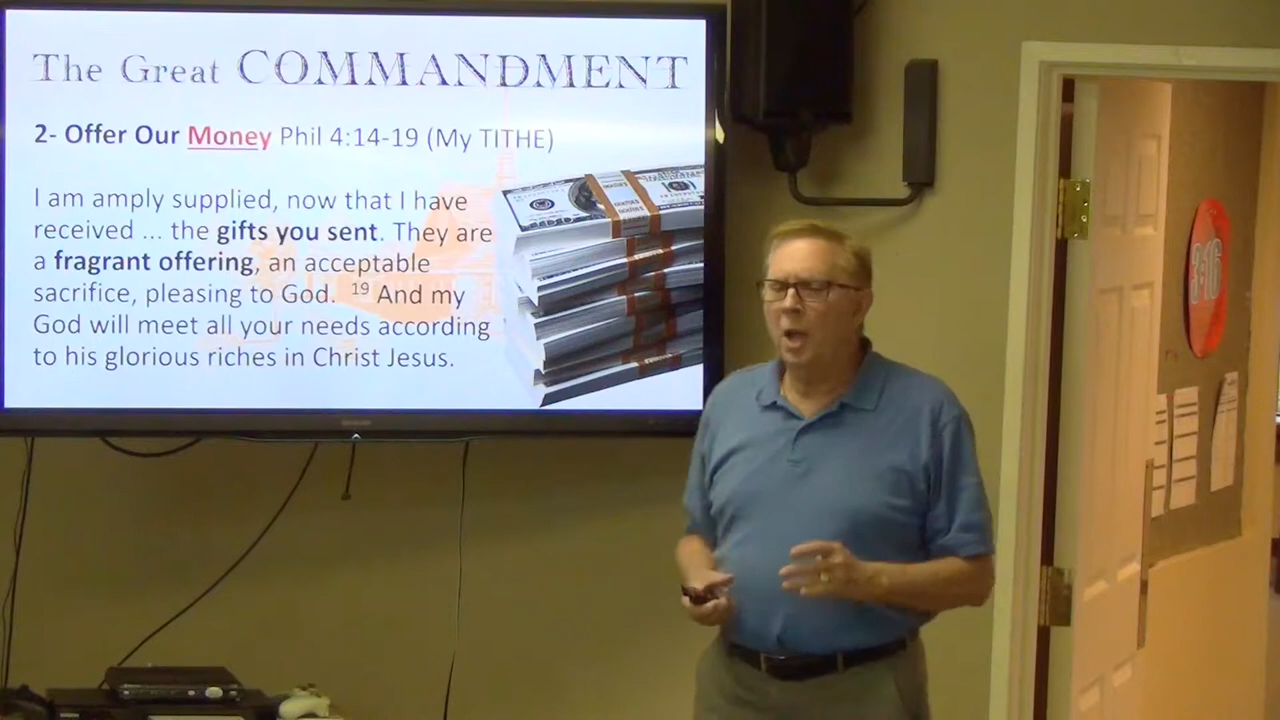 The Great COMMANDMENT
2- Offer Our Money Phil 4:14-19 (My TITHE)
I am amply supplied, now that I have
received ... the gifts you sent. They are
a fragrant offering, an acceptable
sacrifice, pleasing to God. 19 And my
God will meet all your needs according
to his glorious riches in Christ Jesus.
3:16